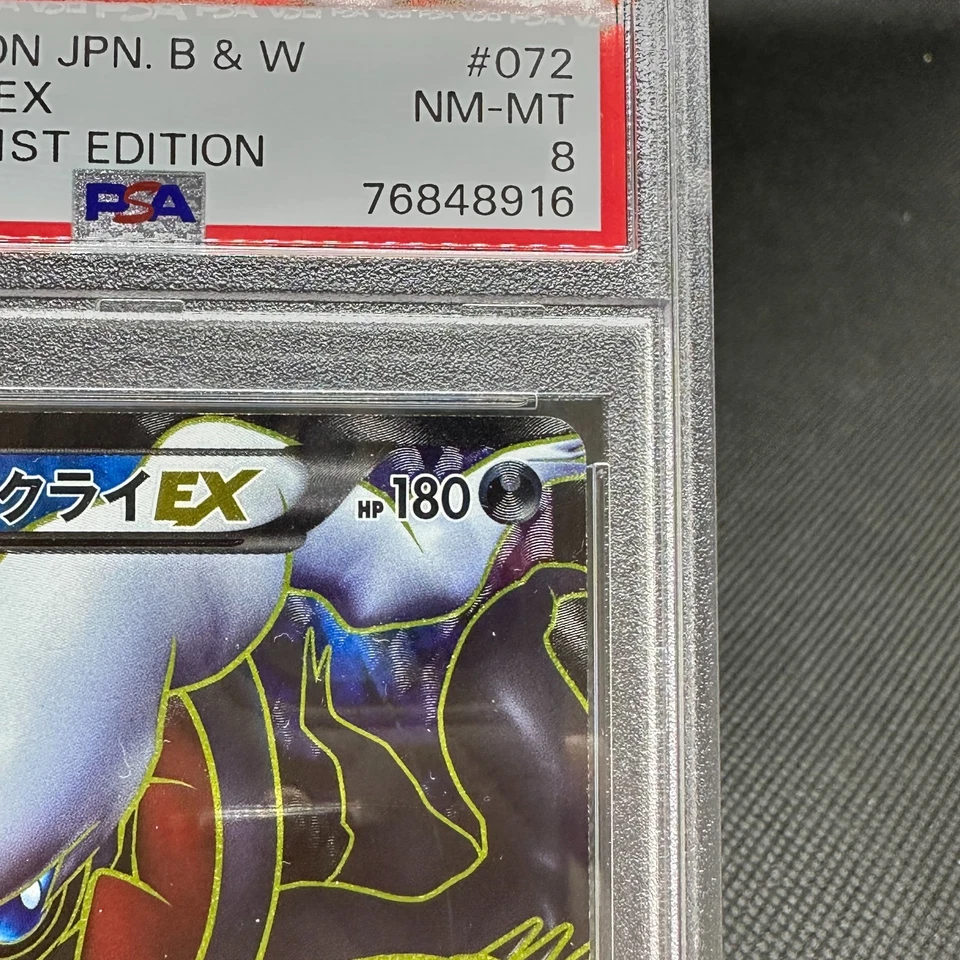 ON JPN. B & W #072
EX NM-MT
1ST EDITION 8
PSA 76848916
クライEX HP 180